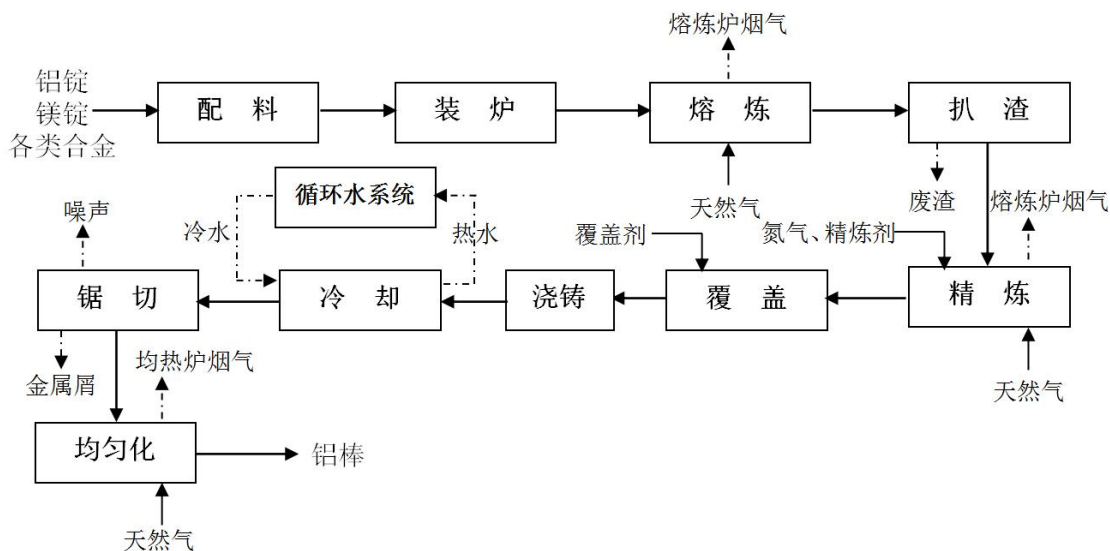 熔炼炉烟气
铝锭
镁锭
各类合金
配 料
装 炉
熔 炼
扒 渣
循环水系统
天然气
废渣
熔炼炉烟气
噪声
冷水
热水
覆盖剂
氮气、精炼剂
锯 切
冷 却
浇铸
覆 盖
精 炼
金属屑
均热炉烟气
天然气
均匀化
铝棒
天然气